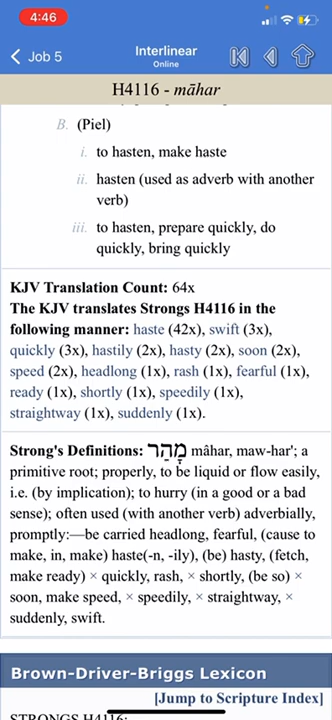 4:46
Job 5
Interlinear
Online
H4116 - māhar
B. (Piel)
i. to hasten, make haste
ii. hasten (used as adverb with another
verb)
iii. to hasten, prepare quickly, do
quickly, bring quickly
KJV Translation Count: 64x
The KJV translates Strongs H4116 in the
following manner: haste (42x), swift (3x),
quickly (3x), hastily (2x), hasty (2x), soon (2x),
speed (2x), headlong (1x), rash (1x), fearful (1x),
ready (1x), shortly (1x), speedily (1x),
straightway (1x), suddenly (1x).
Strong's Definitions: מָהַר mâhar, maw-har'; a
primitive root; properly, to be liquid or flow easily,
i.e. (by implication); to hurry (in a good or a bad
sense); often used (with another verb) adverbially,
promptly:—be carried headlong, fearful, (cause to
make, in, make) haste(-n, -ily), (be) hasty, (fetch,
make ready) × quickly, rash, × shortly, (be so) ×
soon, make speed, × speedily, × straightway, ×
suddenly, swift.
Brown-Driver-Briggs Lexicon
[Jump to Scripture Index]
STRONGS H4116: